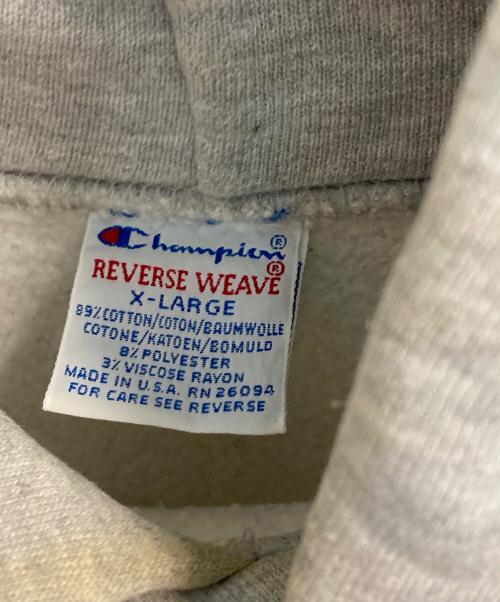 Champion®
REVERSE WEAVE®
X-LARGE
89% COTTON/COTON/BAUMWOLLE
COTONE/KATOEN/BOMULD
8% POLYESTER
3% VISCOSE RAYON
MADE IN U.S.A. RN 26094
FOR CARE SEE REVERSE